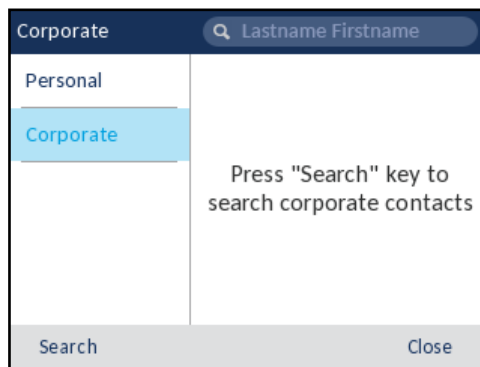 Corporate
Lastname Firstname
Personal
Corporate
Press "Search" key to
search corporate contacts
Search
Close